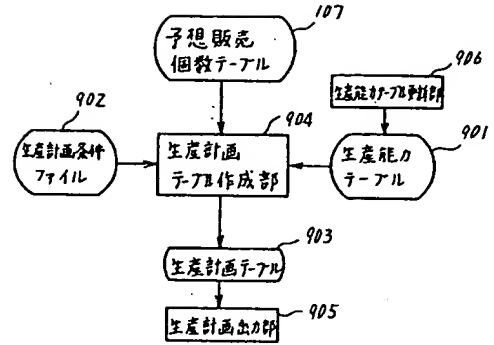 107
予想販売
個数テーブル
906
生産能力テーブル更新部
902
904
生産計画条件
ファイル
生産計画
テーブル作成部
生産能力
テーブル
901
903
生産計画テーブル
905
生産計画出力部